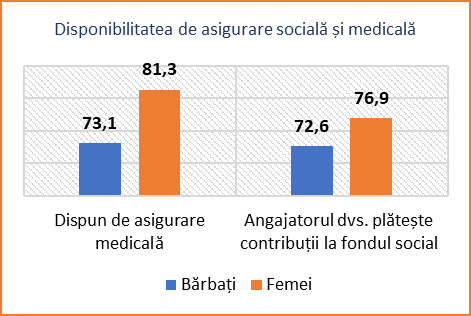 Disponibilitatea de asigurare socială și medicală
81,3
73,1
76,9
72,6
Dispun de asigurare
medicală
Angajatorul dvs. plătește
contribuții la fondul social
Bărbați
Femei